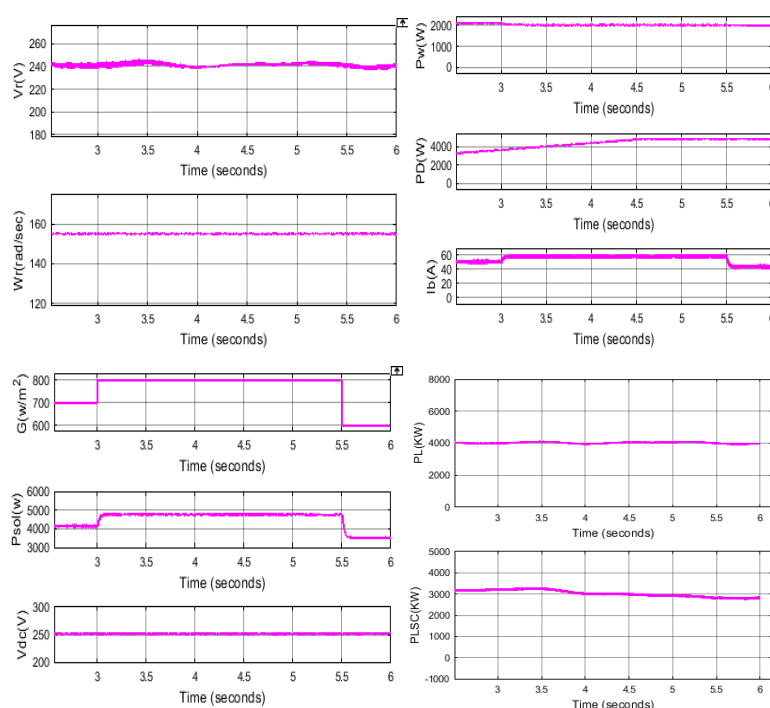 Vr(V)
260
240
220
200
180
3 3.5 4 4.5 5 5.5 6
Time (seconds)
Wr(rad/sec)
160
140
120
3 3.5 4 4.5 5 5.5 6
Time (seconds)
Pw(W)
2000
0
3 3.5 4 4.5 5 5.5 6
Time (seconds)
PD(W)
4000
2000
0
3 3.5 4 4.5 5 5.5 6
Time (seconds)
Ib(A)
60
40
20
0
3 3.5 4 4.5 5 5.5 6
Time (seconds)
G(w/m²)
800
700
600
3 3.5 4 4.5 5 5.5 6
Time (seconds)
Psol(w)
6000
5000
4000
3000
3 3.5 4 4.5 5 5.5 6
Time (seconds)
Vdc(V)
300
250
200
3 3.5 4 4.5 5 5.5 6
Time (seconds)
PL(KW)
8000
6000
4000
2000
0
3 3.5 4 4.5 5 5.5 6
Time (seconds)
PLSC(KW)
5000
4000
3000
2000
1000
0
-1000
3 3.5 4 4.5 5 5.5 6
Time (seconds)